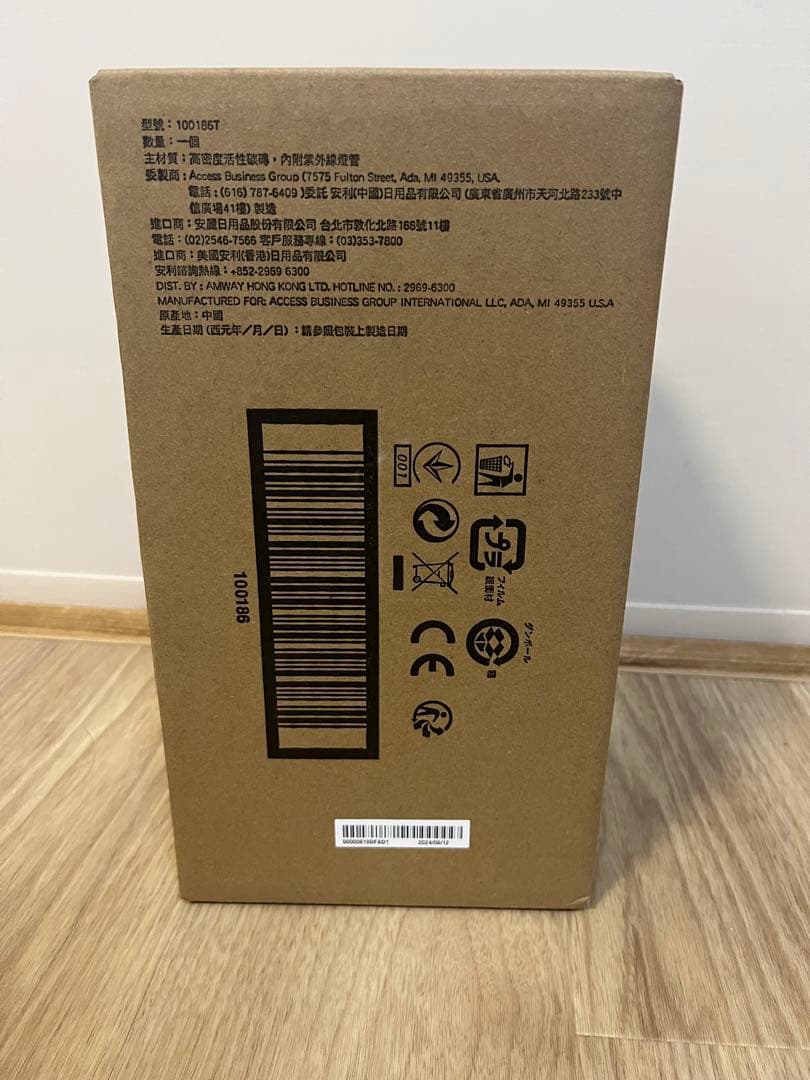 型號：100186T
數量：一個
主材質：高密度活性碳磚，內附紫外線燈管
委製商：Access Business Group (7575 Fulton Street, Ada, MI 49355, USA.
電話：(616) 787-6409 )委託 安利(中國)日用品有限公司 (廣東省廣州市天河北路233號中
信廣場41樓) 製造
進口商：安麗日用品股份有限公司 台北市敦化北路168號11樓
電話：(02)2546-7566 客戶服務專線：(03)353-7800
進口商：美國安利(香港)日用品有限公司
安利諮詢熱線：+852-2969 6300
DIST. BY : AMWAY HONG KONG LTD. HOTLINE NO. : 2969-6300
MANUFACTURED FOR: ACCESS BUSINESS GROUP INTERNATIONAL LLC, ADA, MI 49355 U.S.A
原產地：中國
生產日期 (西元年/月/日)：請參照包裝上製造日期
100186
001
プラ
フィルム
ダンボール
箱
CE
2024/08/12